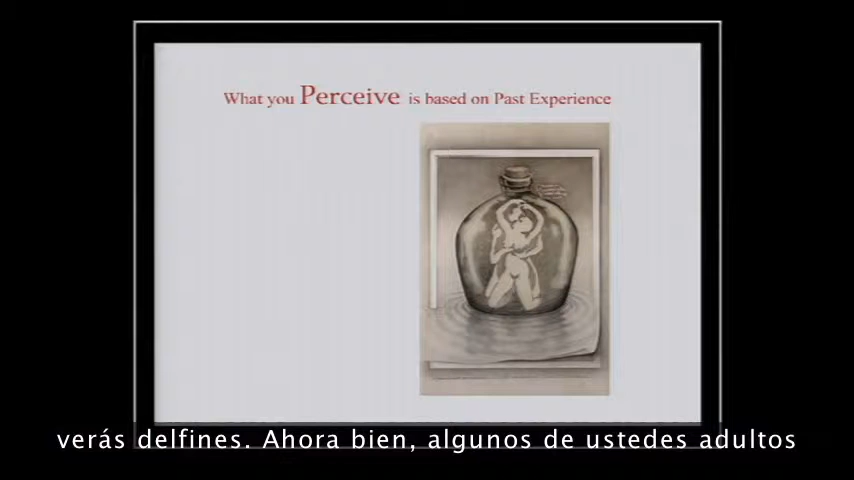 What you Perceive is based on Past Experience
verás delfines. Ahora bien, algunos de ustedes adultos